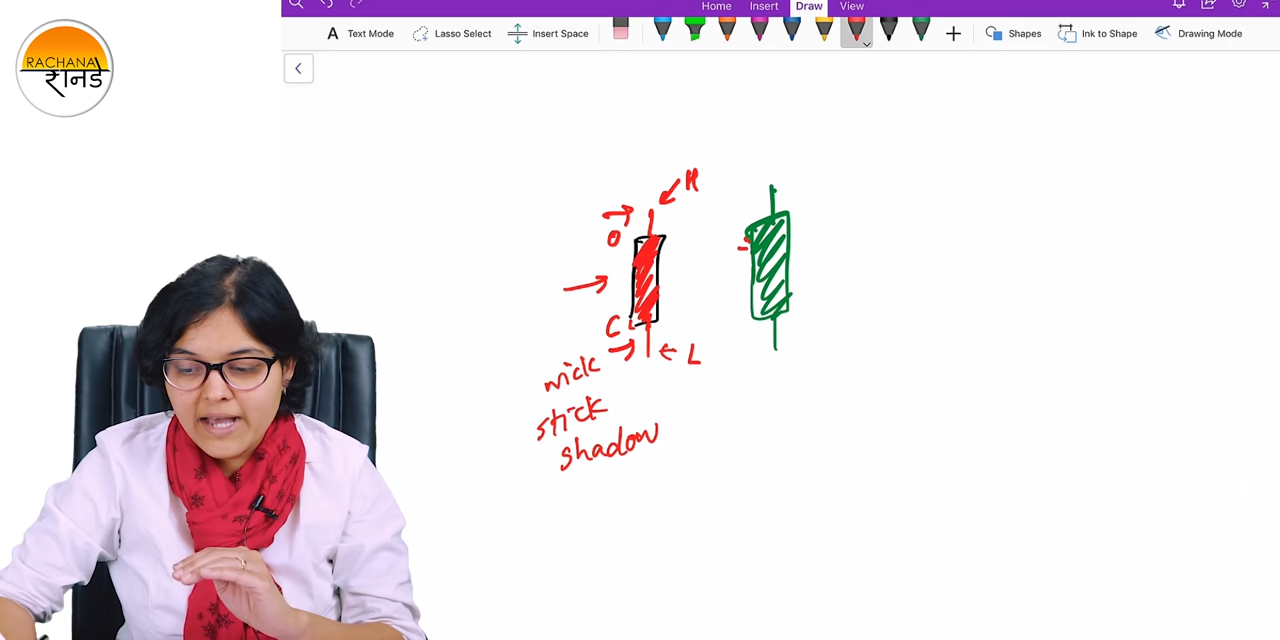 Home Insert Draw View
RACHANA
रानडे
A Text Mode Lasso Select Insert Space Shapes Ink to Shape Drawing Mode
H
O
C
L
wick
stick
shadow